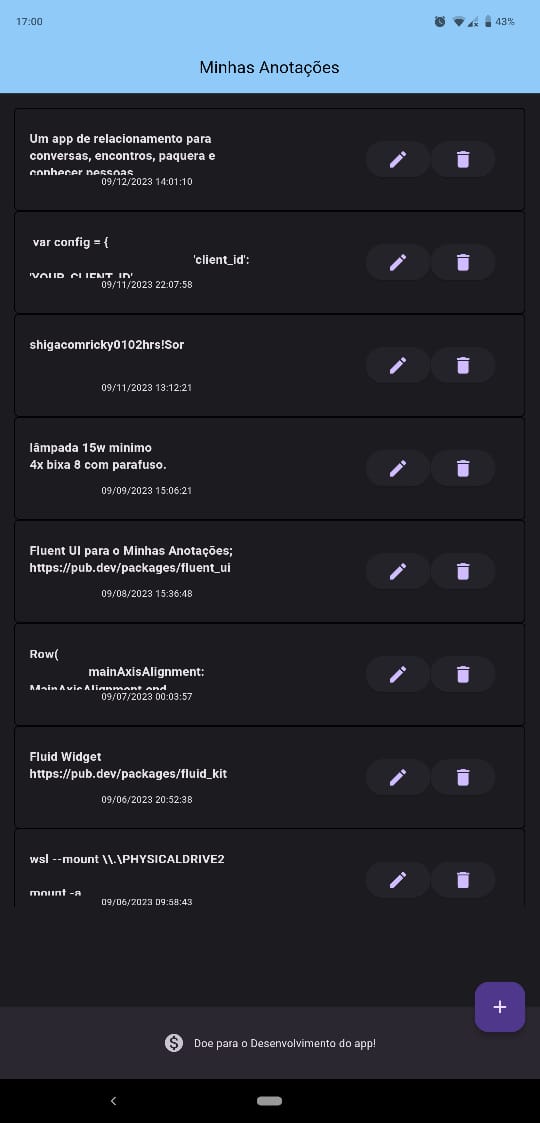 17:00
43%
Minhas Anotações
Um app de relacionamento para
conversas, encontros, paquera e
conhecer pessoas
09/12/2023 14:01:10
var config = {
'client_id':
'YOUR_CLIENT_ID'
09/11/2023 22:07:58
shigacomricky0102hrs!Sor
09/11/2023 13:12:21
lâmpada 15w minimo
4x bixa 8 com parafuso.
09/09/2023 15:06:21
Fluent UI para o Minhas Anotações;
https://pub.dev/packages/fluent_ui
09/08/2023 15:36:48
Row(
mainAxisAlignment:
MainAxisAlignment.end
09/07/2023 00:03:57
Fluid Widget
https://pub.dev/packages/fluid_kit
09/06/2023 20:52:38
wsl --mount \\.\PHYSICALDRIVE2
mount -a
09/06/2023 09:58:43
Doe para o Desenvolvimento do app!